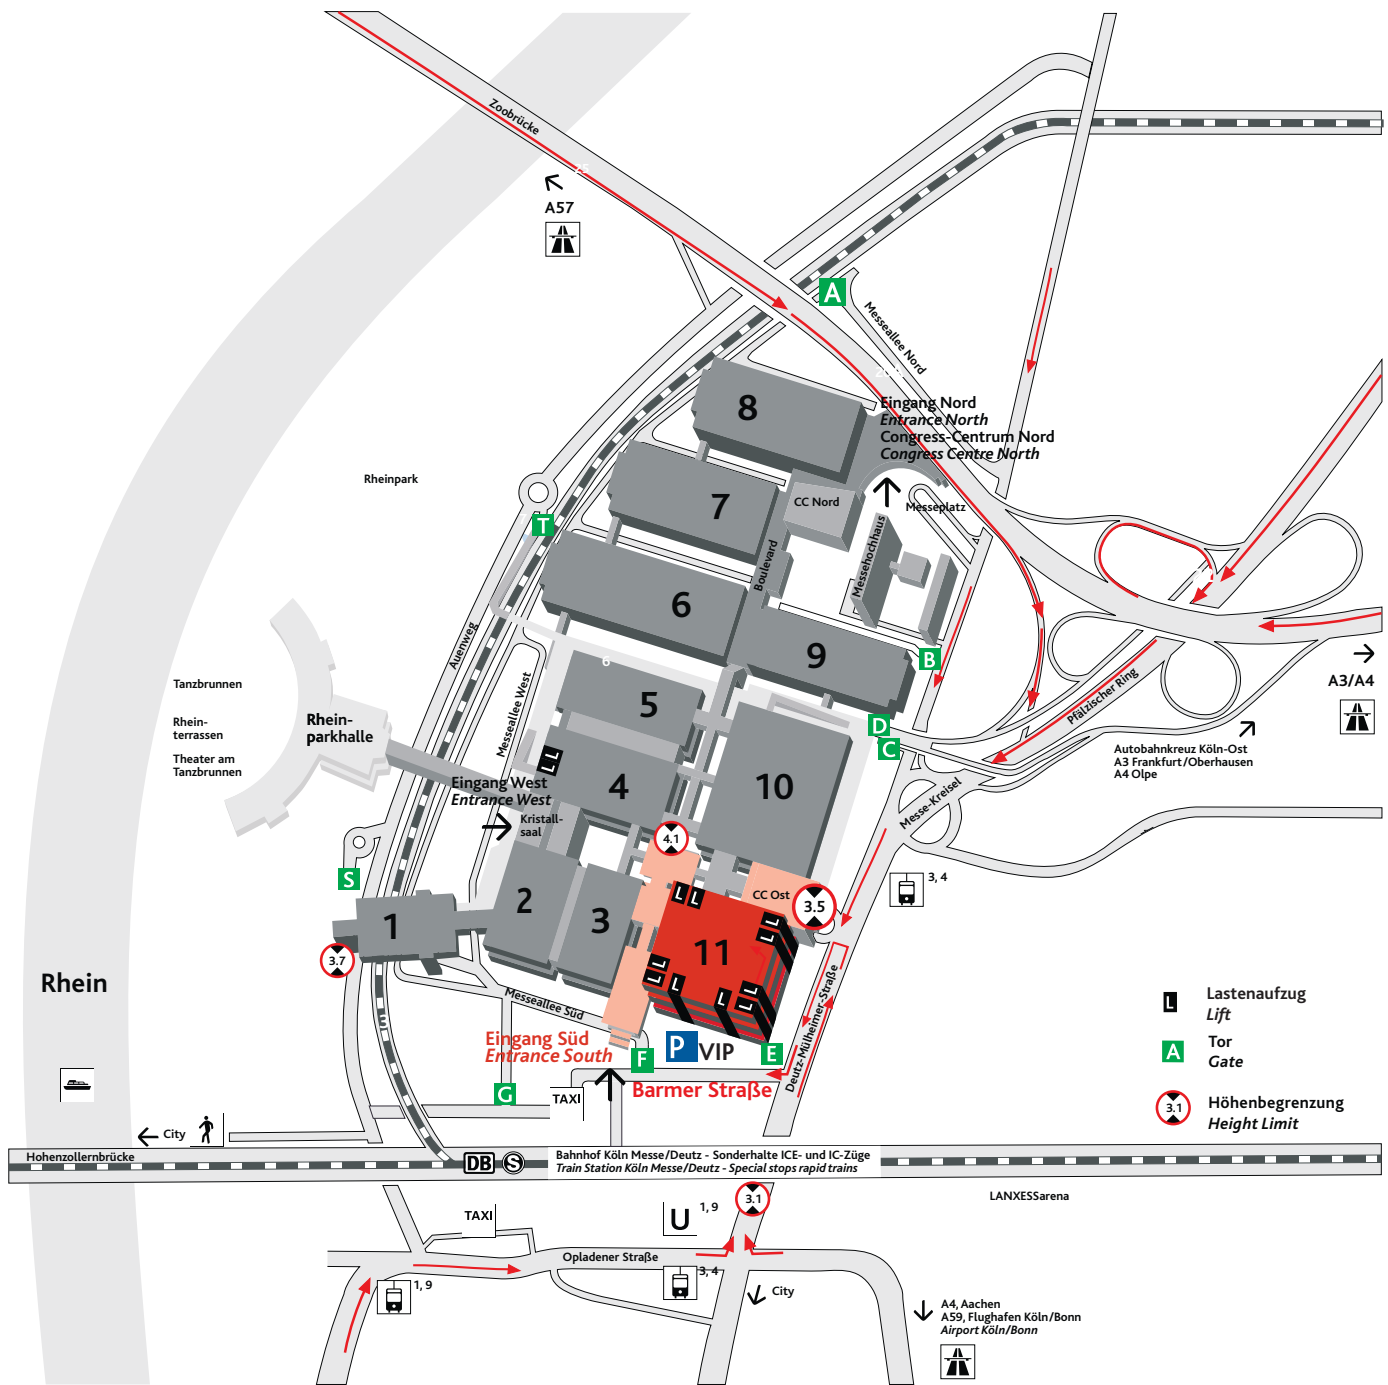 Zoobrücke
25
A57
A
Messeallee Nord
8
Eingang Nord
Entrance North
Congress-Centrum Nord
Congress Centre North
Rheinpark
7
CC Nord
Messeplatz
T
Boulevard
Messehochhaus
6
9
B
Auenweg
6
5
Messeallee West
Tanzbrunnen
Rhein-
terrassen
Theater am
Tanzbrunnen
Rhein-
parkhalle
D
C
Pfälzischer Ring
A3/A4
Autobahnkreuz Köln-Ost
A3 Frankfurt/Oberhausen
A4 Olpe
L
L
Eingang West
Entrance West
4
10
Messe-Kreisel
Kristall-
saal
4.1
S
3, 4
2
3
L L
CC Ost
3.5
1
L
L
11
3.7
L
L
L
L
L
L
Rhein
Messeallee Süd
Deutz-Mülheimer-Straße
L
Lastenaufzug
Lift
Eingang Süd
Entrance South
F
P
VIP
E
A
Tor
Gate
G
TAXI
Barmer Straße
3.1
Höhenbegrenzung
Height Limit
City
Hohenzollernbrücke
DB
S
Bahnhof Köln Messe/Deutz - Sonderhalte ICE- und IC-Züge
Train Station Köln Messe/Deutz - Special stops rapid trains
LANXESSarena
3.1
TAXI
U
1, 9
Opladener Straße
3, 4
1, 9
City
A4, Aachen
A59, Flughafen Köln/Bonn
Airport Köln/Bonn